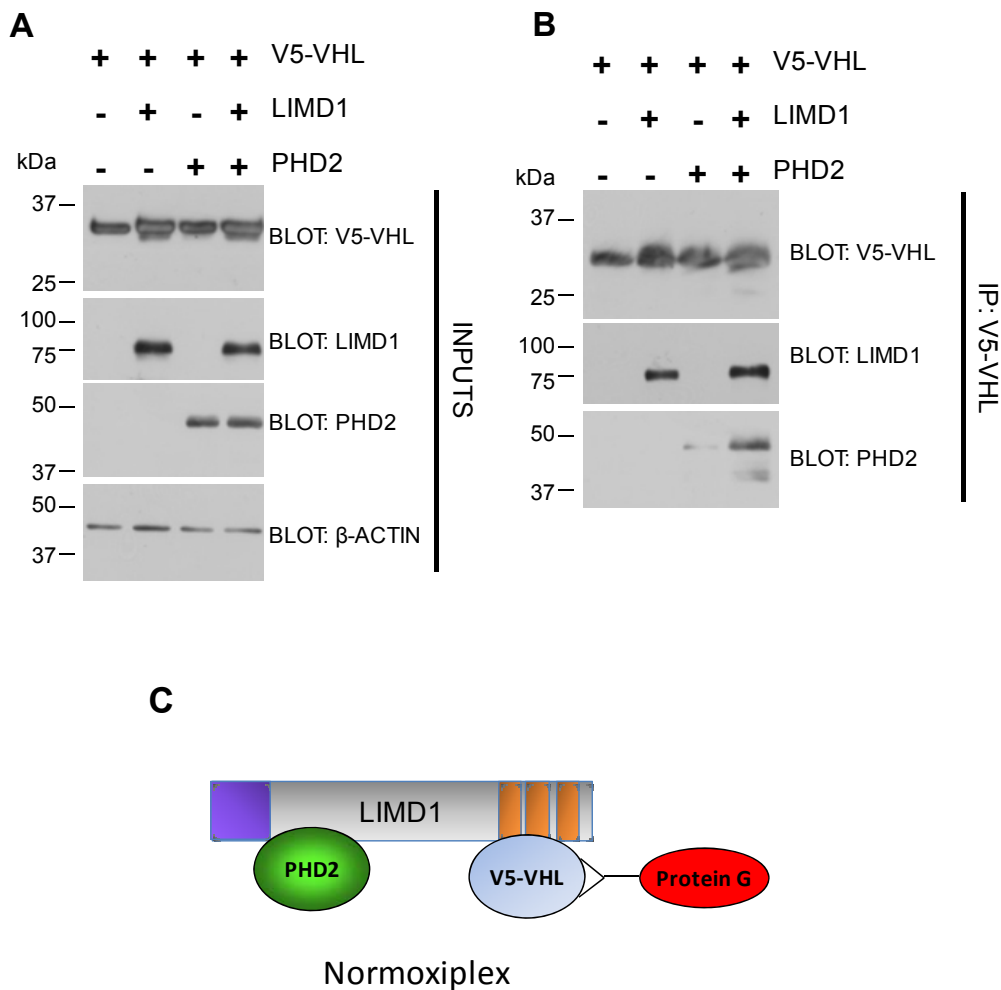 A
+ + + + V5-VHL
- + - + LIMD1
- - + + PHD2
kDa
37
25
BLOT: V5-VHL
100
75
BLOT: LIMD1
50
37
BLOT: PHD2
50
37
BLOT: β-ACTIN
INPUTS
B
+ + + + V5-VHL
- + - + LIMD1
- - + + PHD2
kDa
37
25
BLOT: V5-VHL
100
75
BLOT: LIMD1
50
37
BLOT: PHD2
IP: V5-VHL
C
LIMD1
PHD2
V5-VHL
Protein G
Normoxiplex